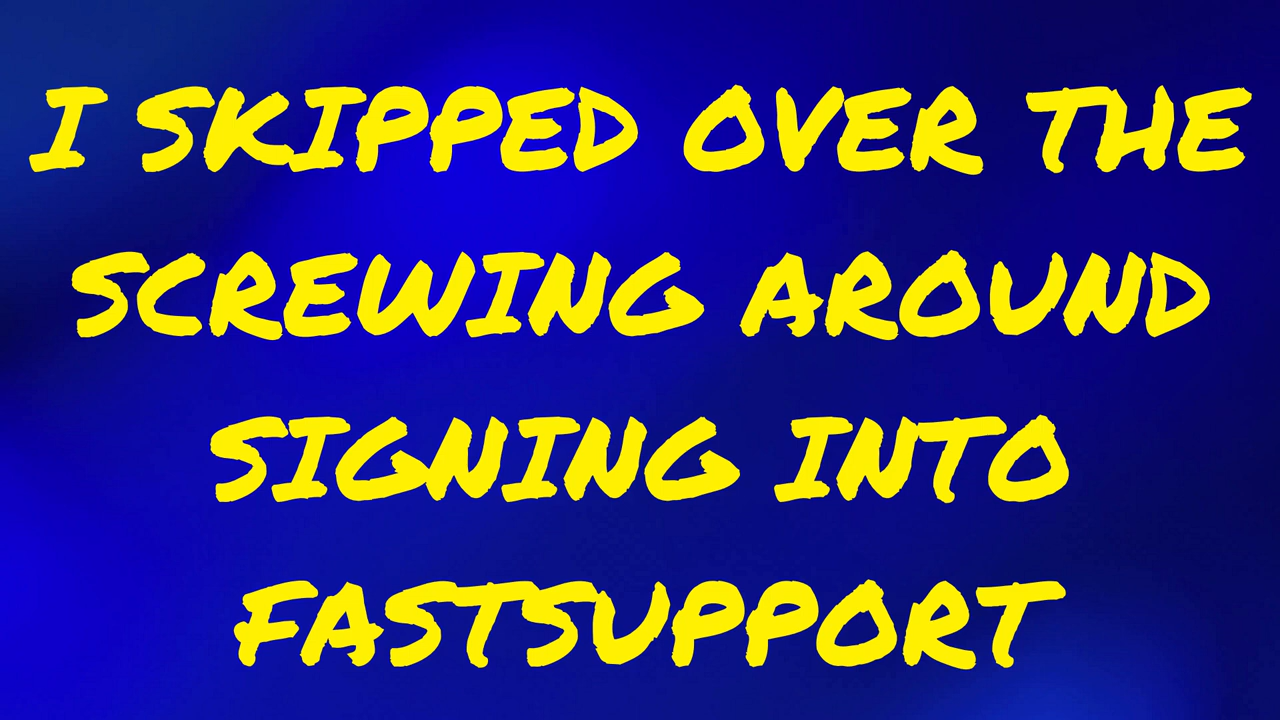 I SKIPPED OVER THE
SCREWING AROUND
SIGNING INTO
FASTSUPPORT